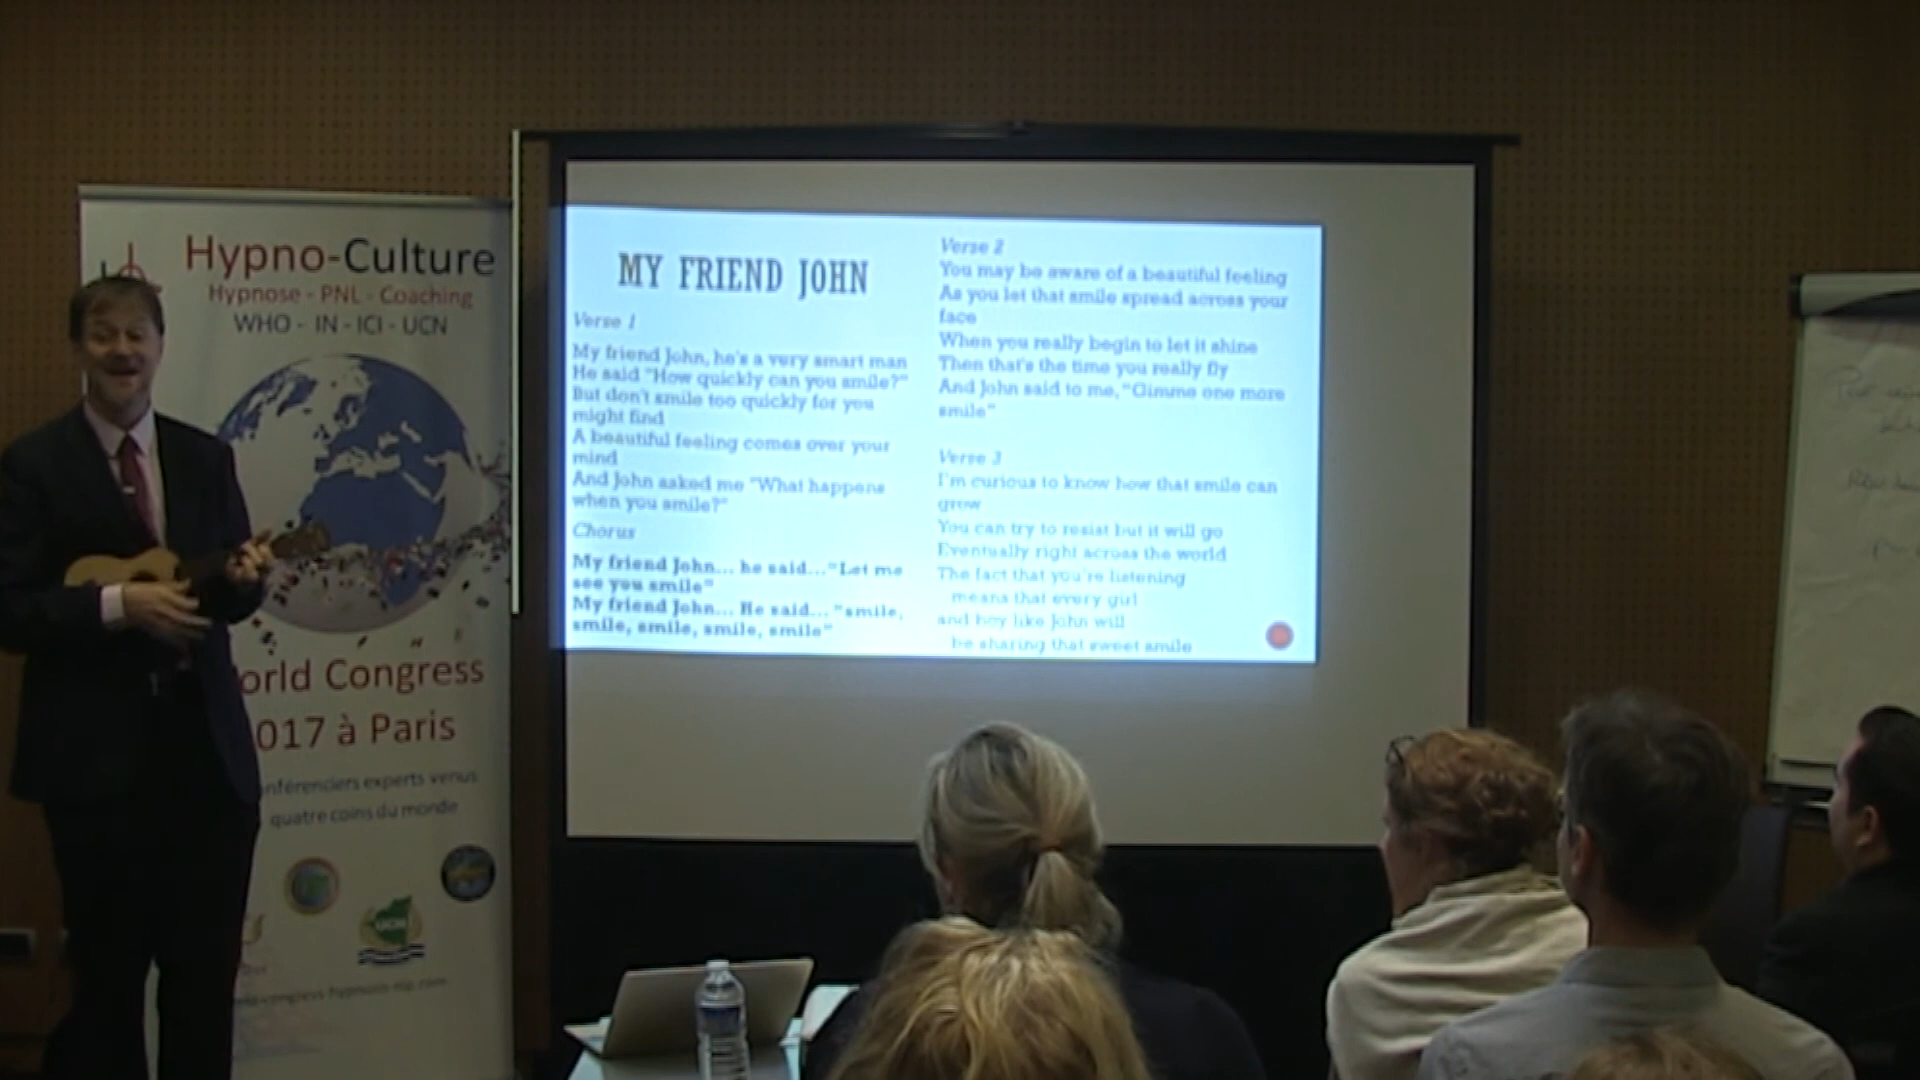 Hypno-Culture
Hypnose - PNL - Coaching
WHO - IN - ICI - UCN
orld Congress
017 à Paris
nférenciers experts venus
quatre coins du monde
UCN
MY FRIEND JOHN
Verse 1
My friend John, he's a very smart man
He said "How quickly can you smile?"
But don't smile too quickly for you
might find
A beautiful feeling comes over your
mind
And John asked me "What happens
when you smile?"
Chorus
My friend John... he said..."Let me
see you smile"
My friend John... He said... "smile,
smile, smile, smile, smile"
Verse 2
You may be aware of a beautiful feeling
As you let that smile spread across your
face
When you really begin to let it shine
Then that's the time you really fly
And John said to me, "Gimme one more
smile"
Verse 3
I'm curious to know how that smile can
grow
You can try to resist but it will go
Eventually right across the world
The fact that you're listening
means that every girl
and boy like John will
be sharing that sweet smile